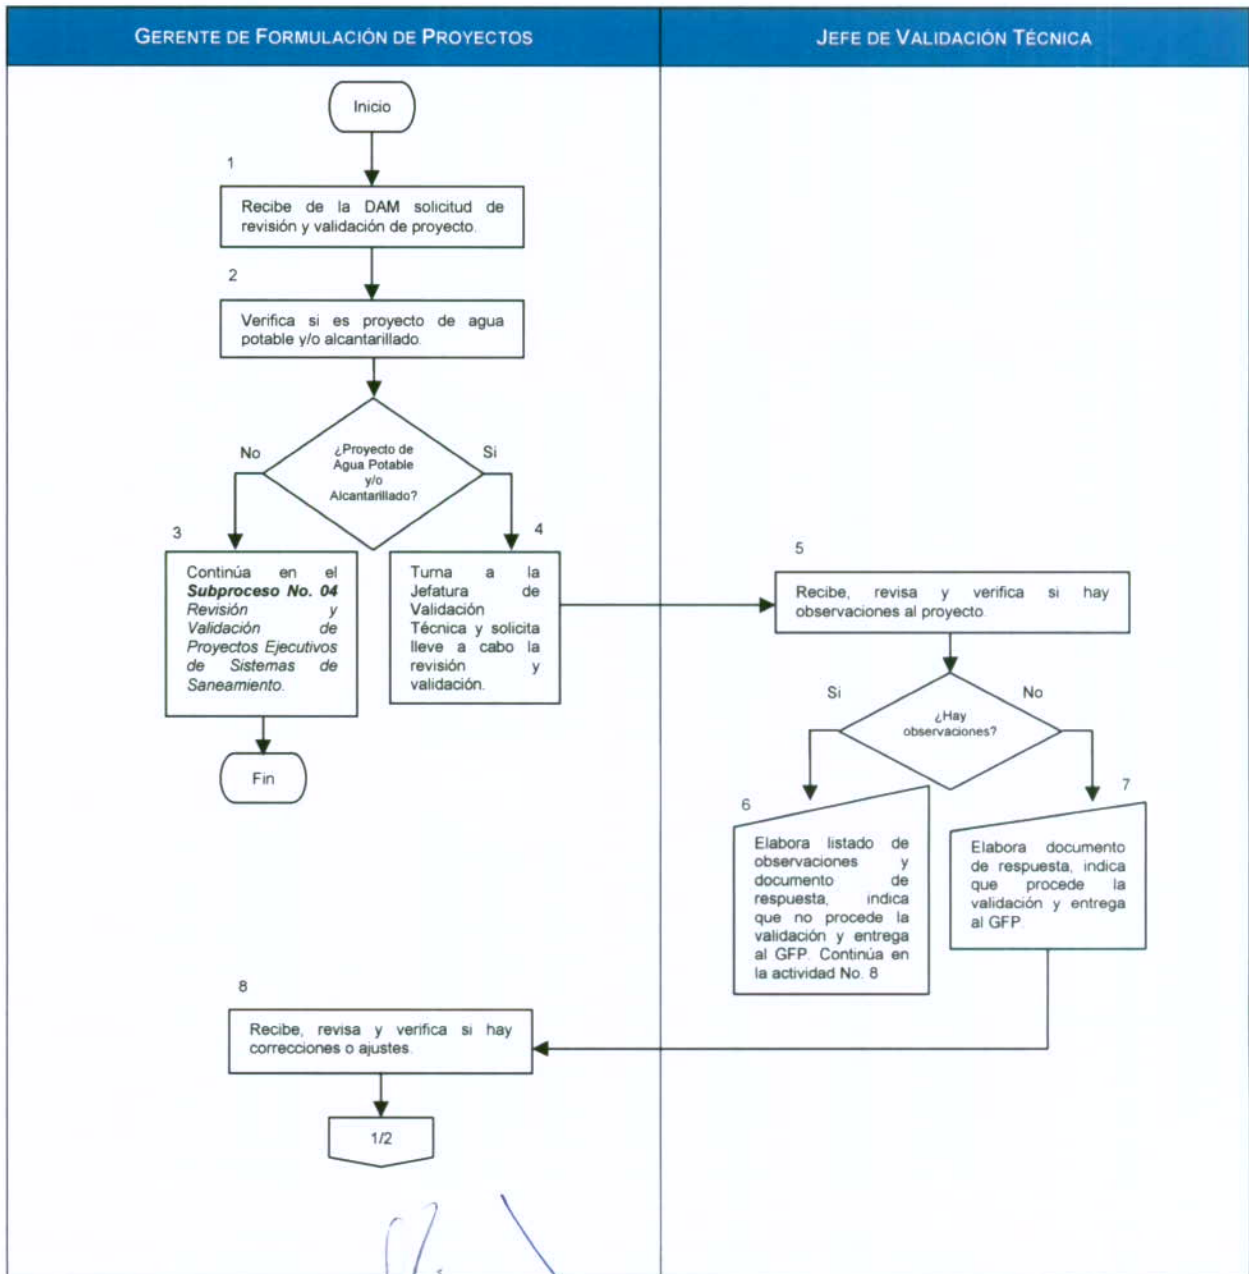 GERENTE DE FORMULACIÓN DE PROYECTOS
JEFE DE VALIDACIÓN TÉCNICA
Inicio
1
Recibe de la DAM solicitud de
revisión y validación de proyecto.
2
Verifica si es proyecto de agua
potable y/o alcantarillado.
¿Proyecto de
Agua Potable
y/o
Alcantarillado?
No
Si
3
Continúa en el
Subproceso No. 04
Revisión y
Validación de
Proyectos Ejecutivos
de Sistemas de
Saneamiento.
Fin
4
Turna a la
Jefatura de
Validación
Técnica y solicita
lleve a cabo la
revisión y
validación.
5
Recibe, revisa y verifica si hay
observaciones al proyecto.
¿Hay
observaciones?
Si
No
6
Elabora listado de
observaciones y
documento de
respuesta, indica
que no procede la
validación y entrega
al GFP. Continúa en
la actividad No. 8
7
Elabora documento
de respuesta, indica
que procede la
validación y entrega
al GFP.
8
Recibe, revisa y verifica si hay
correcciones o ajustes.
1/2